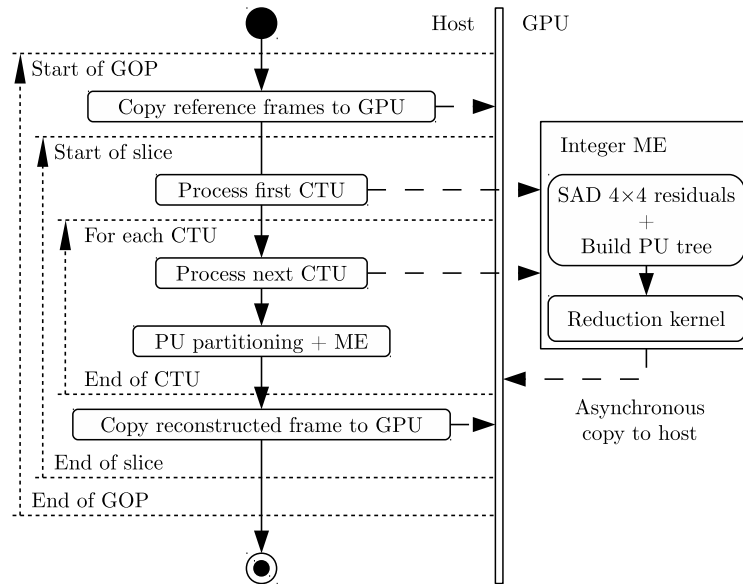 Host
GPU
Start of GOP
Copy reference frames to GPU
Start of slice
Integer ME
Process first CTU
SAD 4×4 residuals
+
Build PU tree
For each CTU
Process next CTU
Reduction kernel
PU partitioning + ME
End of CTU
Asynchronous
copy to host
Copy reconstructed frame to GPU
End of slice
End of GOP